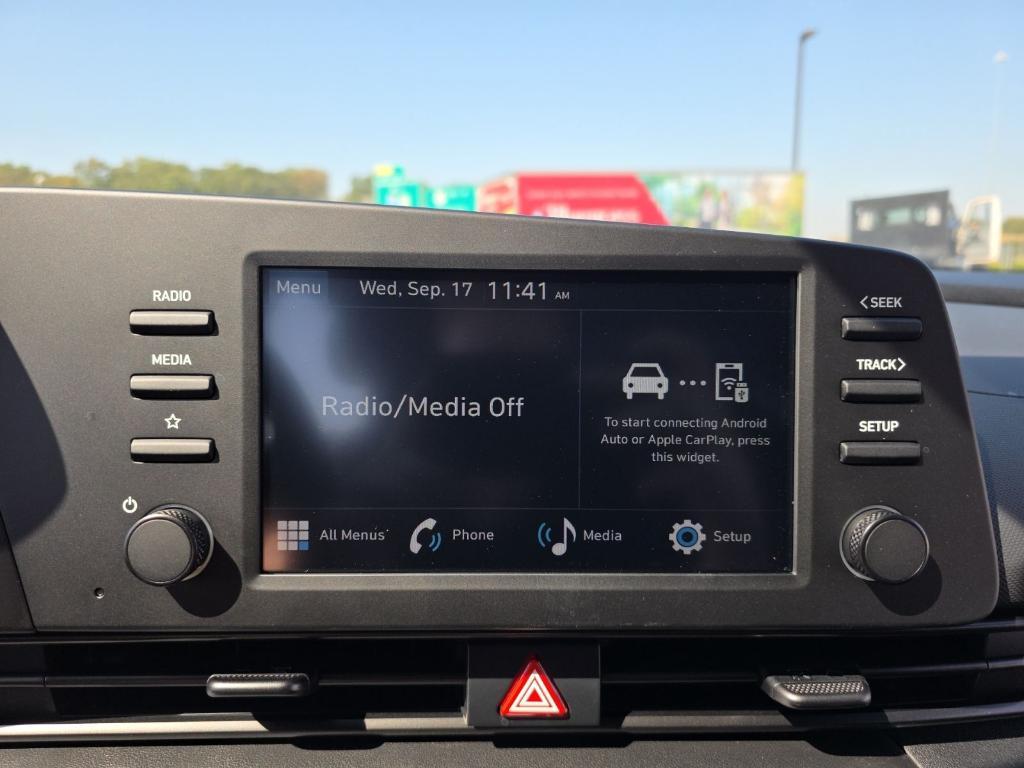 RADIO
MEDIA
Menu
Wed, Sep. 17 11:41 AM
Radio/Media Off
To start connecting Android
Auto or Apple CarPlay, press
this widget.
All Menus
Phone
Media
Setup
<SEEK
TRACK>
SETUP